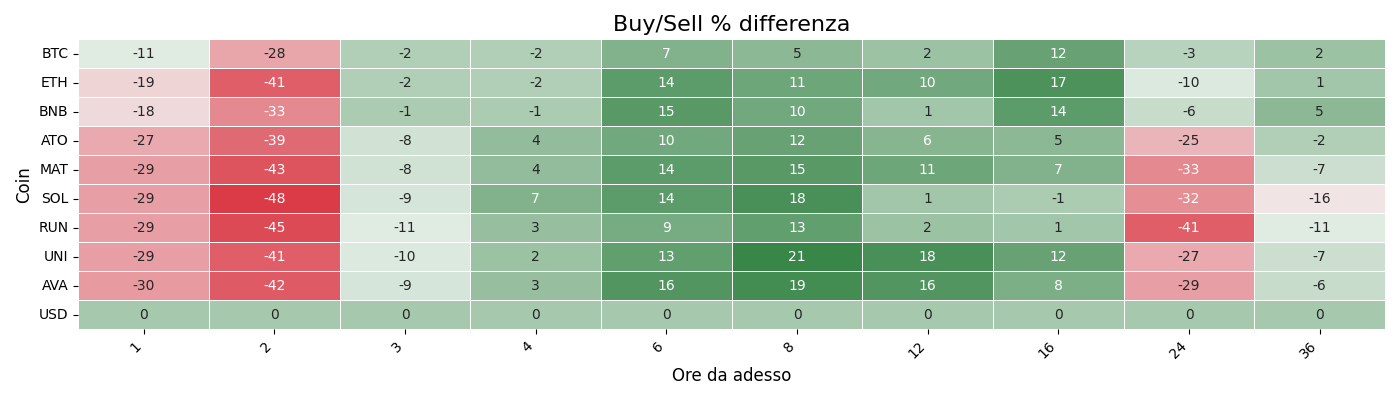 Buy/Sell % differenza
Coin
BTC -11 -28 -2 -2 7 5 2 12 -3 2
ETH -19 -41 -2 -2 14 11 10 17 -10 1
BNB -18 -33 -1 -1 15 10 1 14 -6 5
ATO -27 -39 -8 4 10 12 6 5 -25 -2
MAT -29 -43 -8 4 14 15 11 7 -33 -7
SOL -29 -48 -9 7 14 18 1 -1 -32 -16
RUN -29 -45 -11 3 9 13 2 1 -41 -11
UNI -29 -41 -10 2 13 21 18 12 -27 -7
AVA -30 -42 -9 3 16 19 16 8 -29 -6
USD 0 0 0 0 0 0 0 0 0 0
1 2 3 4 6 8 12 16 24 36
Ore da adesso